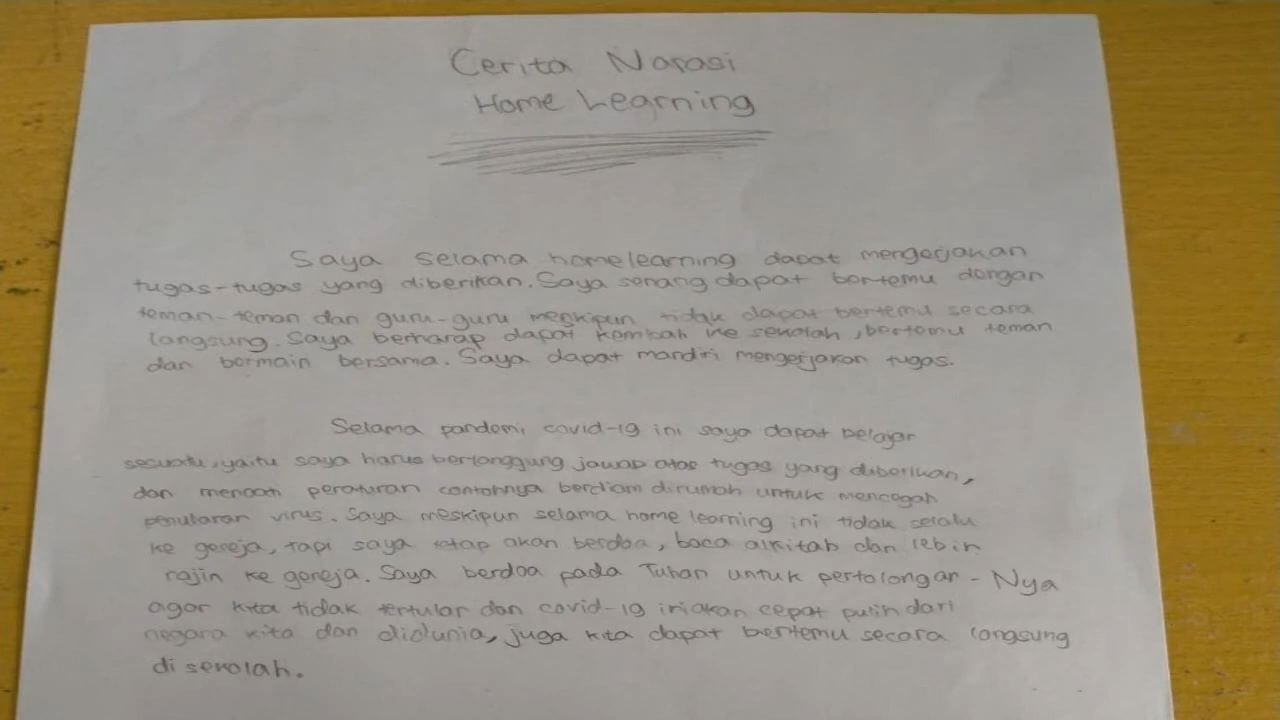 Cerita Narasi
Home Learning
Saya selama homelearning dapat mengerjakan
tugas-tugas yang diberikan. Saya senang dapat bertemu dengan
teman-teman dan guru-guru meskipun tidak dapat bertemu secara
langsung. Saya berharap dapat kembali ke sekolah, bertemu teman
dan bermain bersama. Saya dapat mandiri mengerjakan tugas.
Selama pandemi covid-19 ini saya dapat belajar
sesuatu, yaitu saya harus bertanggung jawab atas tugas yang diberikan,
dan menaati peraturan contohnya berdiam dirumah untuk mencegah
penularan virus. Saya meskipun selama home learning ini tidak selalu
ke gereja, tapi saya tetap akan berdoa, baca alkitab dan lebih
rajin ke gereja. Saya berdoa pada Tuhan untuk pertolongan-Nya
agar kita tidak tertular dan covid-19 ini akan cepat pulih dari
negara kita dan didunia, juga kita dapat bertemu secara langsung
di sekolah.